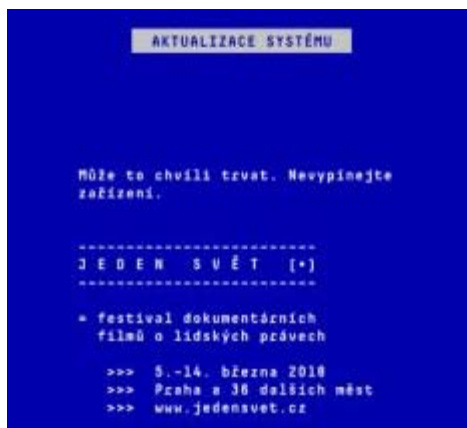 AKTUALIZACE SYSTÉMU
Může to chvíli trvat. Nevypínejte
zařízení.
-------------------------
J E D E N   S V Ě T   [•]
-------------------------
= festival dokumentárních
filmů o lidských právech
>>> 5.–14. března 2018
>>> Praha a 36 dalších měst
>>> www.jedensvet.cz